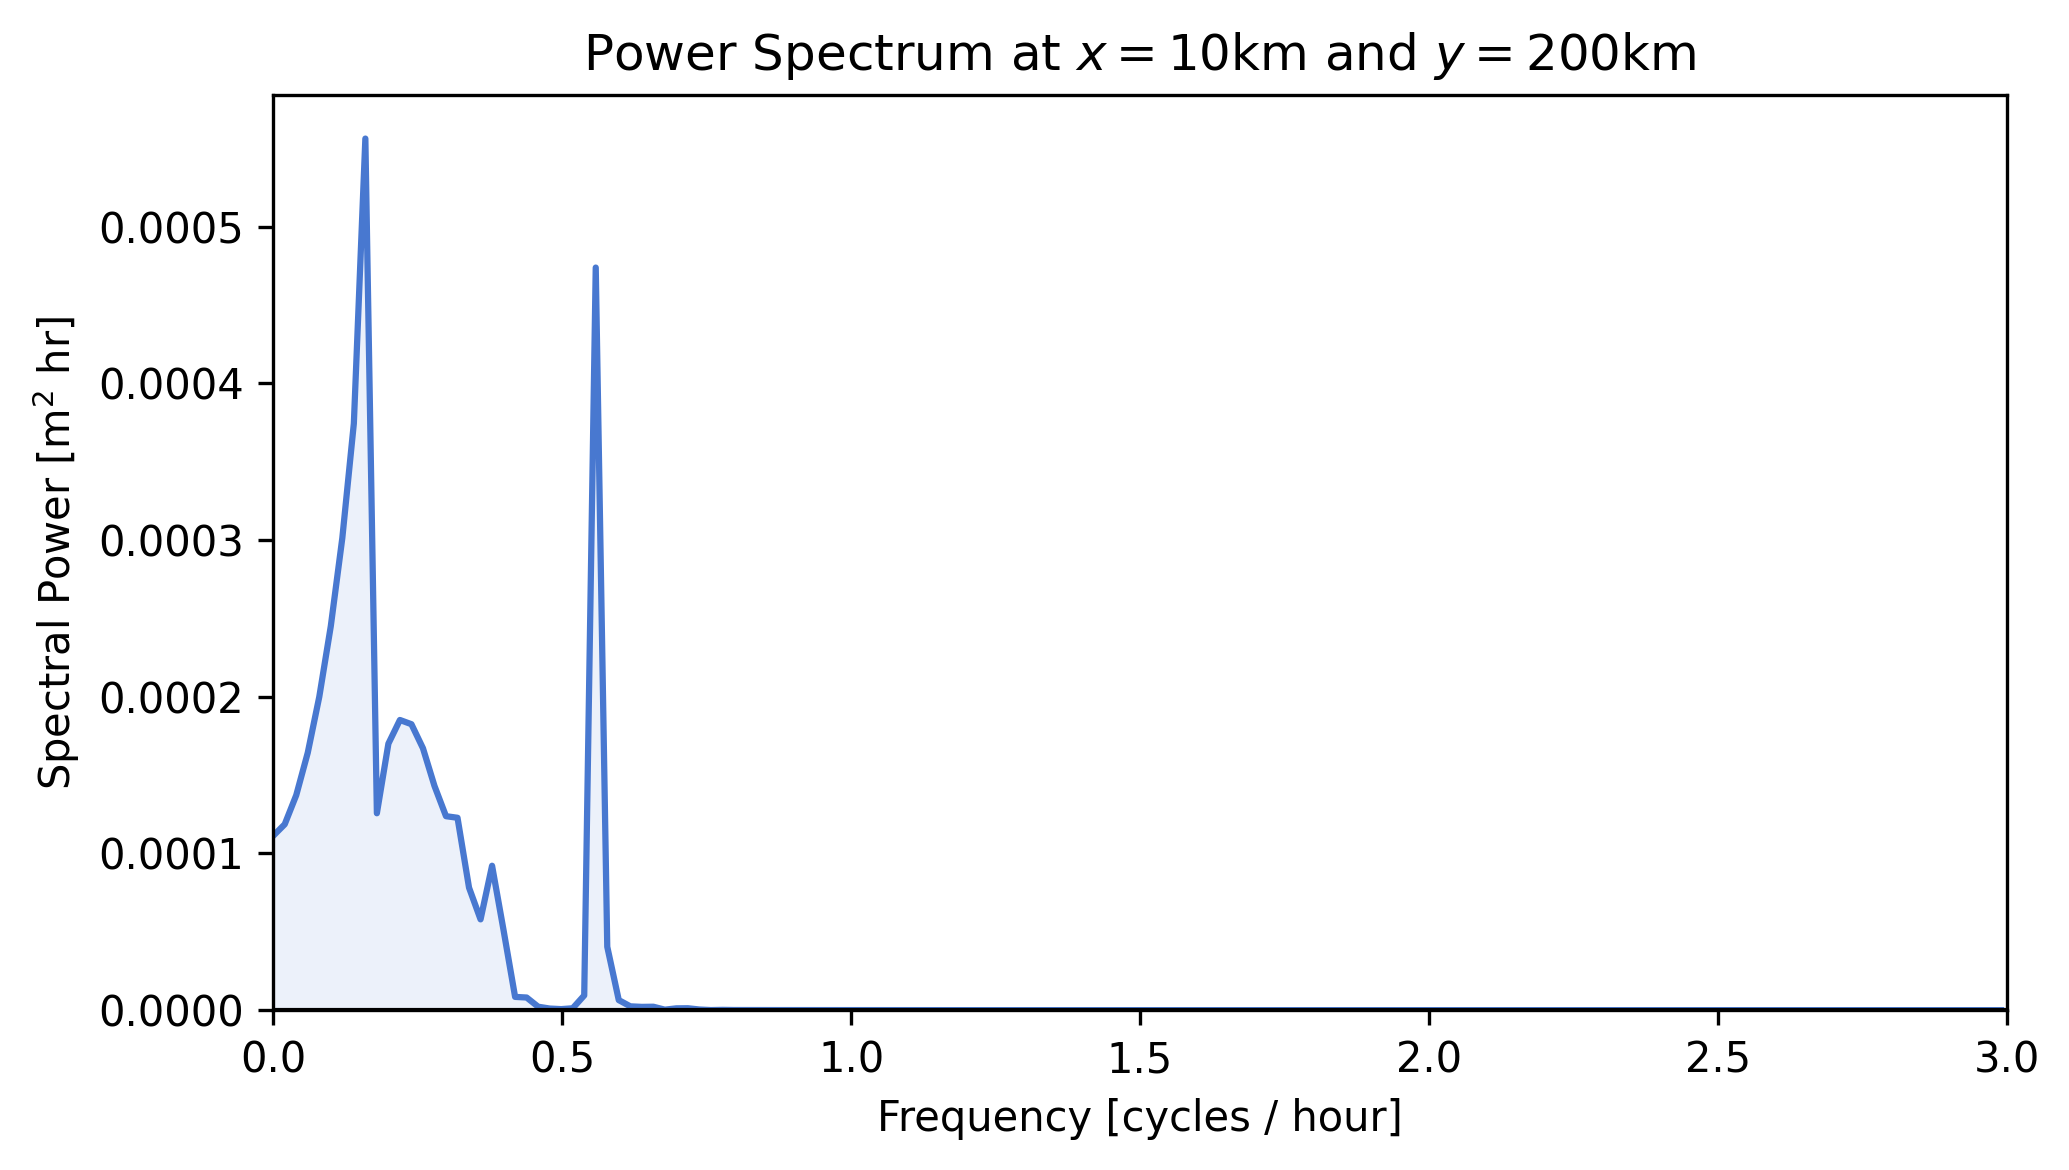 Power Spectrum at x = 10km and y = 200km
Spectral Power [m² hr]
0.0005
0.0004
0.0003
0.0002
0.0001
0.0000
0.0 0.5 1.0 1.5 2.0 2.5 3.0
Frequency [cycles / hour]